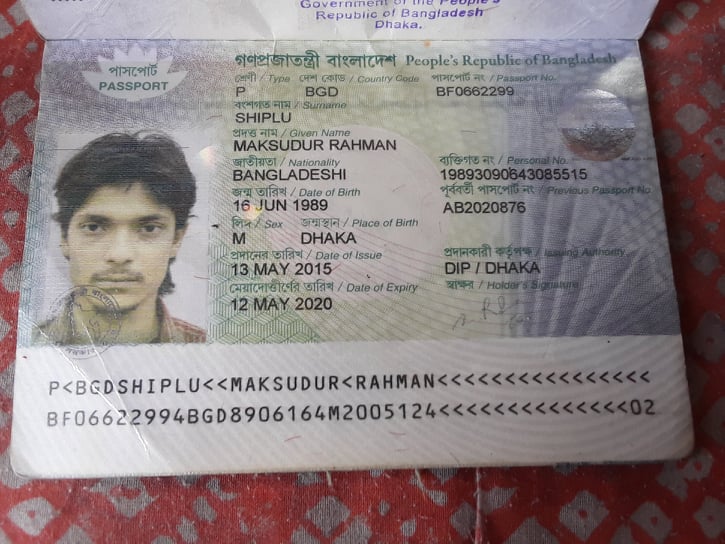 Government of the People's
Republic of Bangladesh
Dhaka.
গণপ্রজাতন্ত্রী বাংলাদেশ People's Republic of Bangladesh
পাসপোর্ট
PASSPORT
শ্রেণী / Type দেশ কোড / Country Code পাসপোর্ট নং / Passport No.
P BGD BF0662299
বংশগত নাম / Surname
SHIPLU
প্রদত্ত নাম / Given Name
MAKSUDUR RAHMAN
জাতীয়তা / Nationality ব্যক্তিগত নং / Personal No.
BANGLADESHI 19893090643085515
জন্ম তারিখ / Date of Birth পূর্ববর্তী পাসপোর্ট নং / Previous Passport No.
16 JUN 1989 AB2020876
লিঙ্গ / Sex জন্মস্থান / Place of Birth
M DHAKA
প্রদানের তারিখ / Date of Issue প্রদানকারী কর্তৃপক্ষ / Issuing Authority
13 MAY 2015 DIP / DHAKA
মেয়াদোত্তীর্ণের তারিখ / Date of Expiry স্বাক্ষর / Holder's Signature
12 MAY 2020
P<BGDSHIPLU<<MAKSUDUR<RAHMAN<<<<<<<<<<<<<<<<
BF06622994BGD8906164M2005124<<<<<<<<<<<<<<02